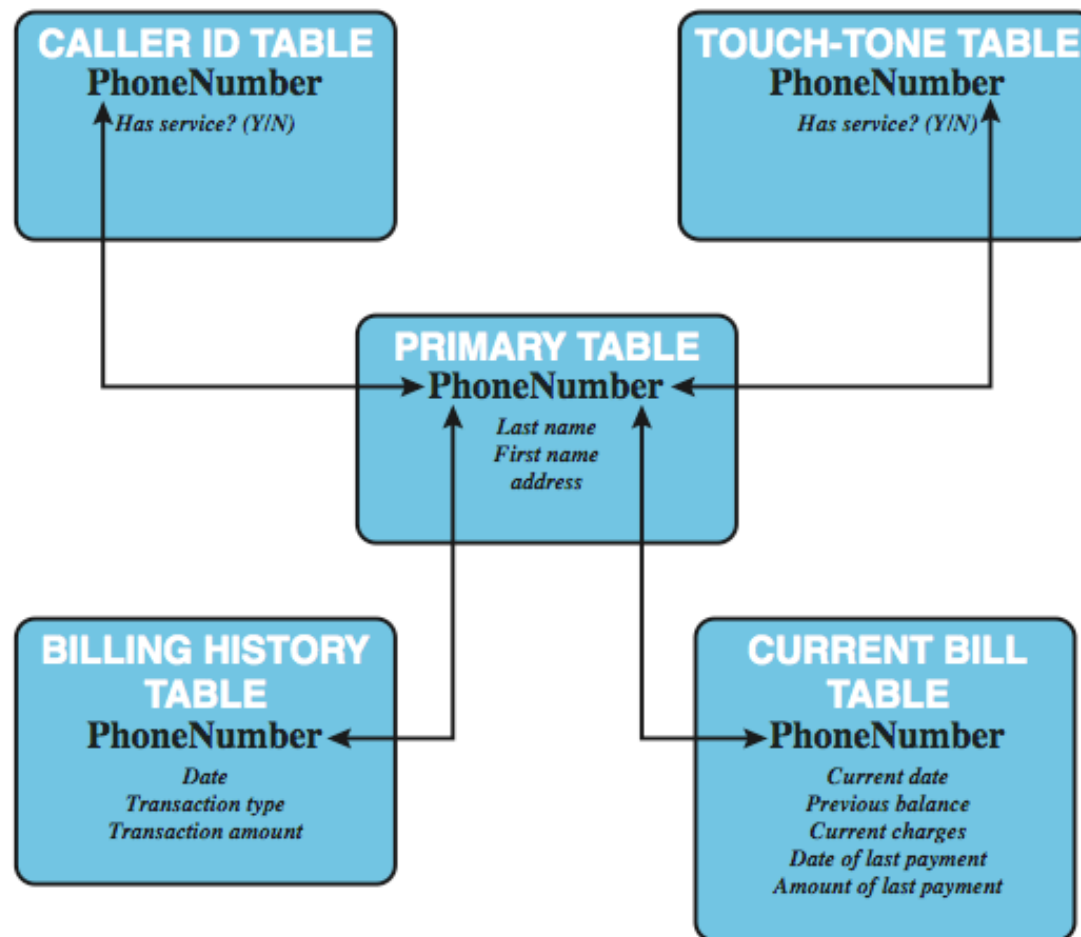 CALLER ID TABLE
PhoneNumber
Has service? (Y/N)
TOUCH-TONE TABLE
PhoneNumber
Has service? (Y/N)
PRIMARY TABLE
PhoneNumber
Last name
First name
address
BILLING HISTORY
TABLE
PhoneNumber
Date
Transaction type
Transaction amount
CURRENT BILL
TABLE
PhoneNumber
Current date
Previous balance
Current charges
Date of last payment
Amount of last payment